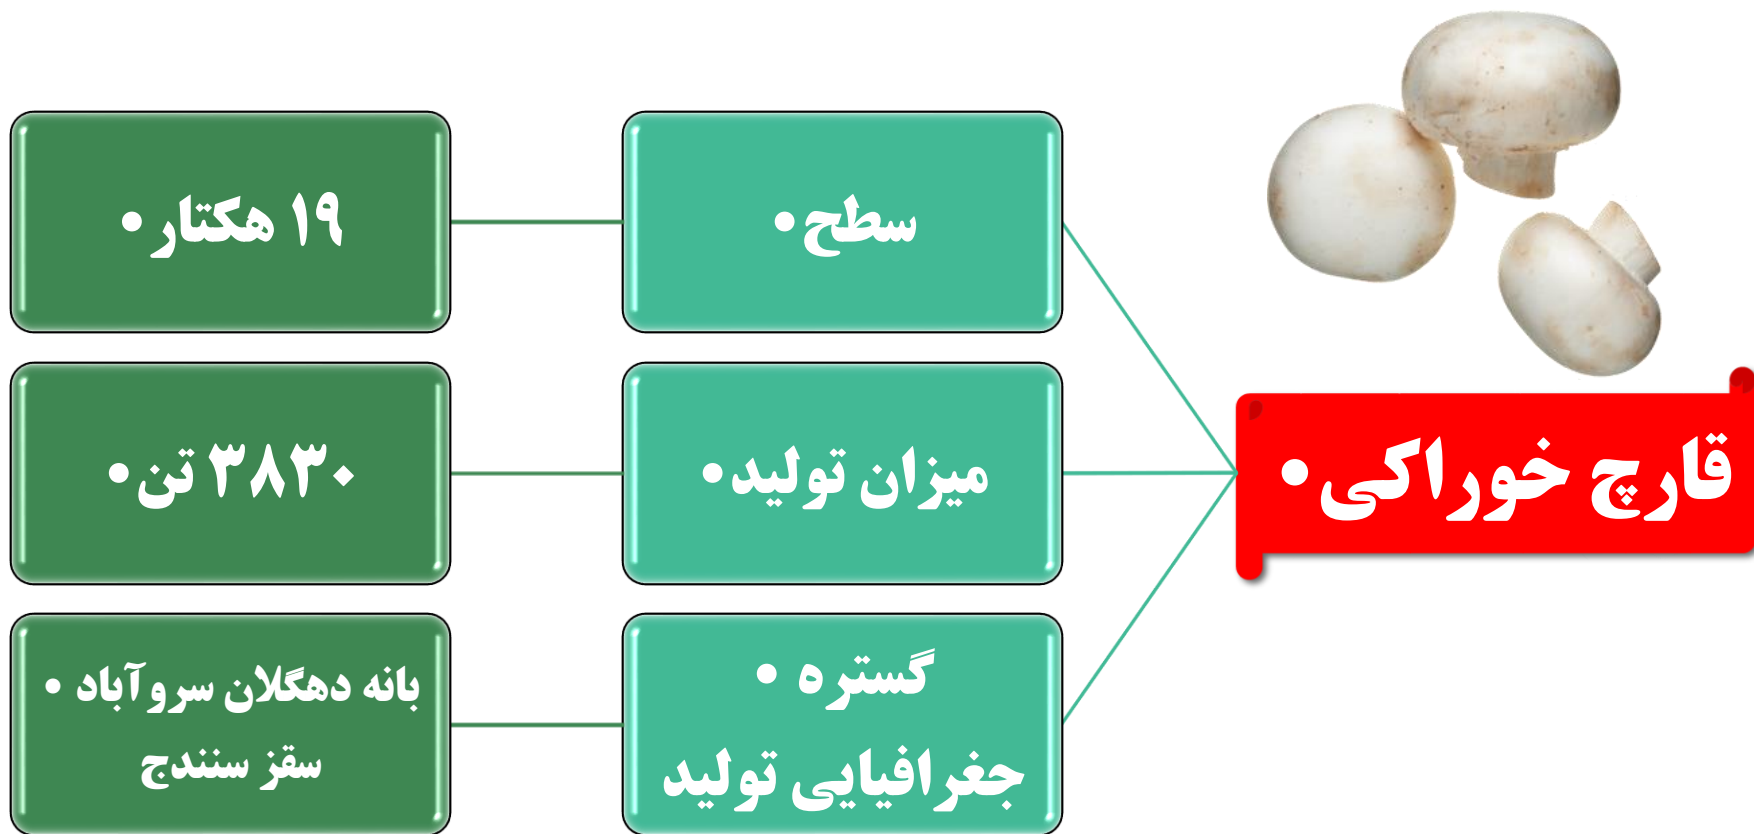 قارچ خوراکی•
سطح•
۱۹ هکتار•
میزان تولید•
۳۸۳۰ تن•
گستره •
جغرافیایی تولید
بانه دهگلان سروآباد •
سقز سنندج